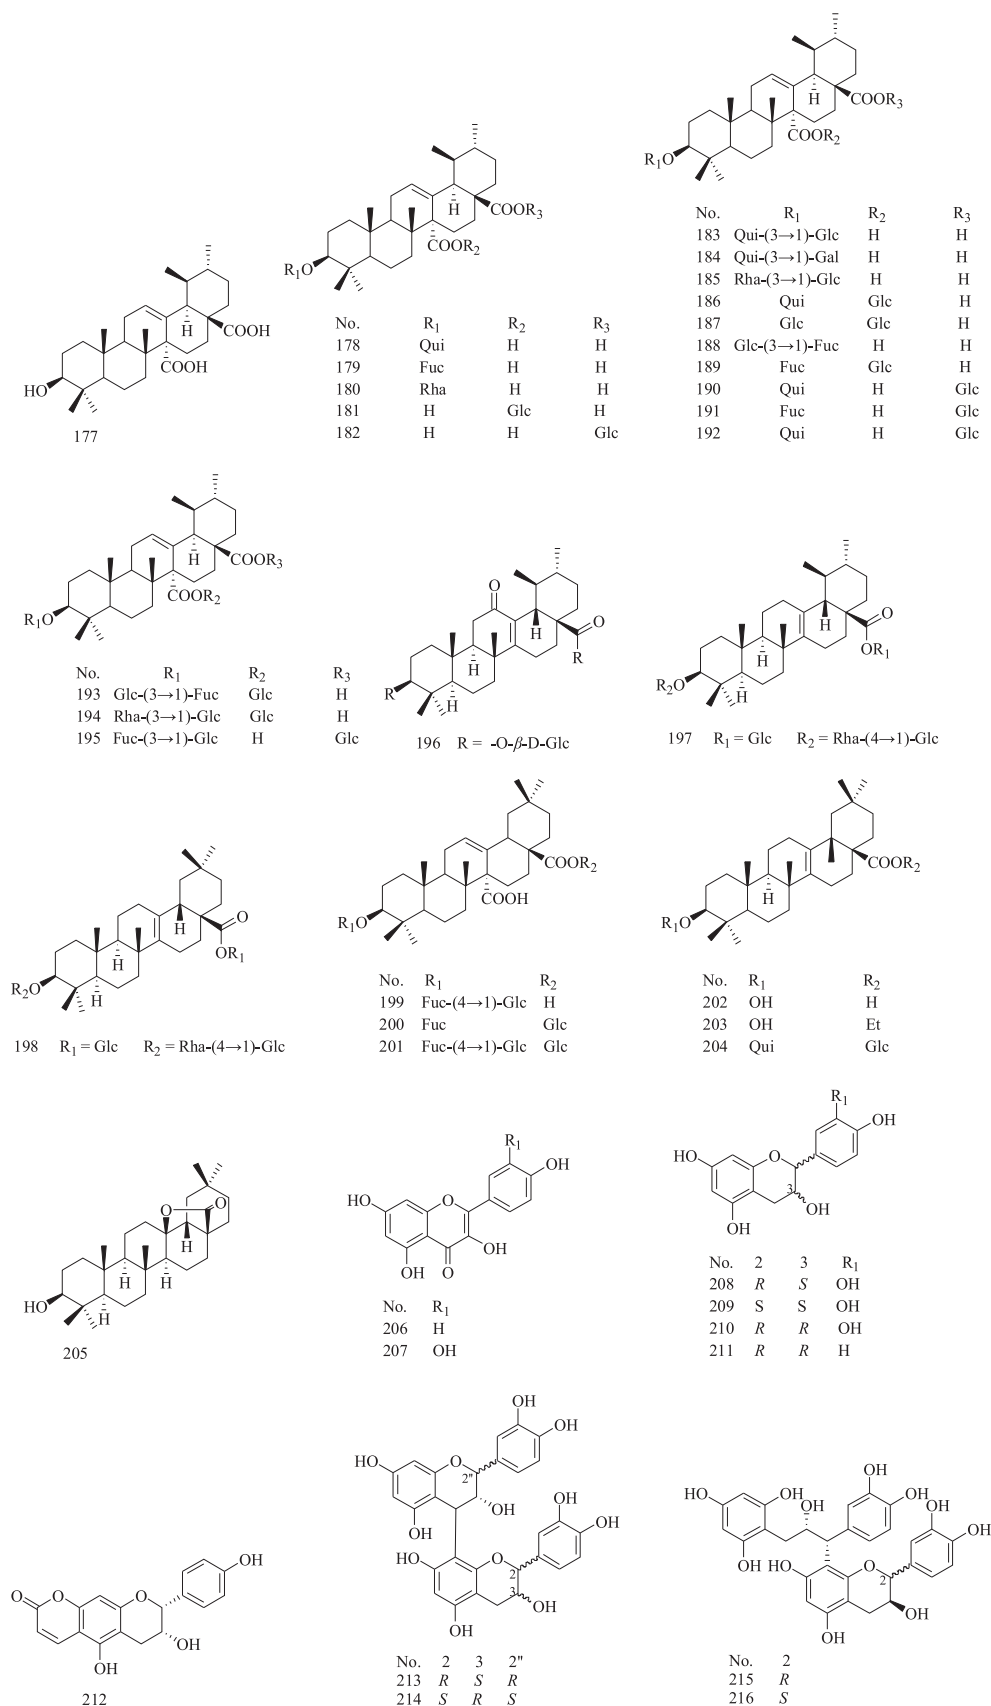 H
COOH
COOH
HO
177
H
COOR3
COOR2
R1O
No. R1 R2 R3
178 Qui H H
179 Fuc H H
180 Rha H H
181 H Glc H
182 H H Glc
H
COOR3
COOR2
R1O
No. R1 R2 R3
183 Qui-(3→1)-Glc H H
184 Qui-(3→1)-Gal H H
185 Rha-(3→1)-Glc H H
186 Qui Glc H
187 Glc Glc H
188 Glc-(3→1)-Fuc H H
189 Fuc Glc H
190 Qui H Glc
191 Fuc H Glc
192 Qui H Glc
H
COOR3
COOR2
R1O
No. R1 R2 R3
193 Glc-(3→1)-Fuc Glc H
194 Rha-(3→1)-Glc Glc H
195 Fuc-(3→1)-Glc H Glc
O
H
O
H
R
R
H
196 R = -O-β-D-Glc
H
O
H
OR1
R2O
H
197 R1 = Glc R2 = Rha-(4→1)-Glc
H
O
H
OR1
R2O
H
198 R1 = Glc R2 = Rha-(4→1)-Glc
COOR2
COOH
R1O
No. R1 R2
199 Fuc-(4→1)-Glc H
200 Fuc Glc
201 Fuc-(4→1)-Glc Glc
COOR2
H
R1O
No. R1 R2
202 OH H
203 OH Et
204 Qui Glc
O
O
H
H
H
HO
H
205
R1
OH
HO
O
OH
OH
O
No. R1
206 H
207 OH
R1
OH
HO
O
3
OH
OH
No. 2 3 R1
208 R S OH
209 S S OH
210 R R OH
211 R R H
OH
O
O
O
OH
OH
212
OH
OH
HO
O
2"
OH
OH
OH
OH
HO
O
2
3
OH
OH
No. 2 3 2"
213 R S R
214 S R S
OH
HO
OH
OH
OH
OH
OH
OH
HO
O
2
OH
OH
No. 2
215 R
216 S